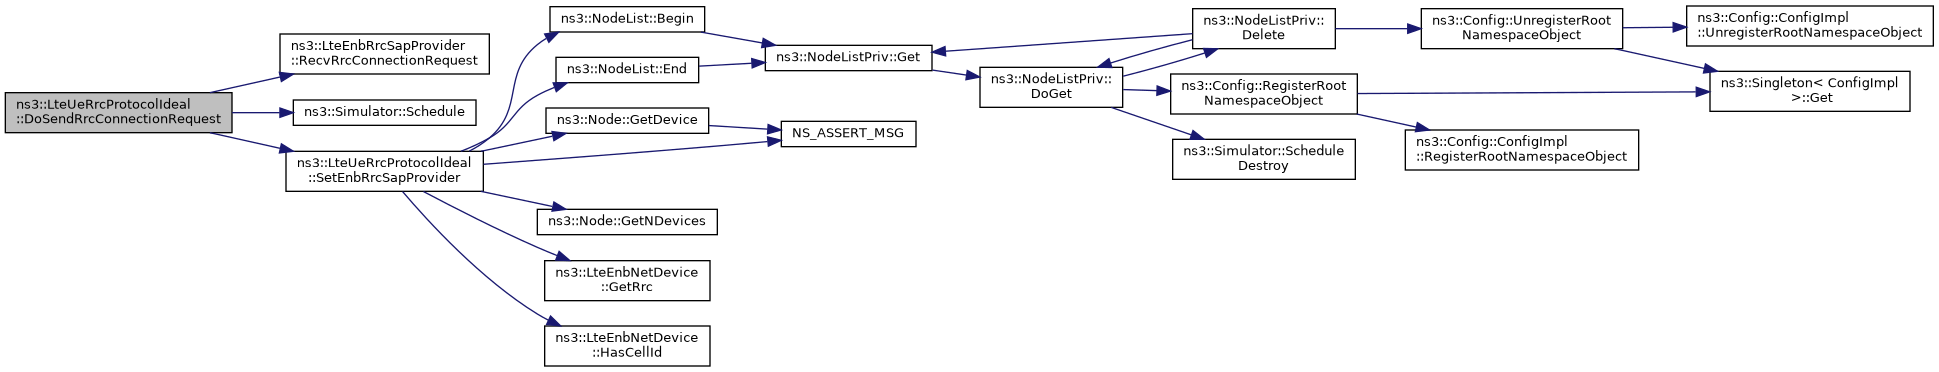 ns3::LteUeRrcProtocolIdeal
::DoSendRrcConnectionRequest
ns3::LteEnbRrcSapProvider
::RecvRrcConnectionRequest
ns3::Simulator::Schedule
ns3::LteUeRrcProtocolIdeal
::SetEnbRrcSapProvider
ns3::NodeList::Begin
ns3::NodeList::End
ns3::Node::GetDevice
ns3::Node::GetNDevices
ns3::LteEnbNetDevice
::GetRrc
ns3::LteEnbNetDevice
::HasCellId
ns3::NodeListPriv::Get
NS_ASSERT_MSG
ns3::NodeListPriv::
DoGet
ns3::NodeListPriv::
Delete
ns3::Config::RegisterRoot
NamespaceObject
ns3::Simulator::Schedule
Destroy
ns3::Config::UnregisterRoot
NamespaceObject
ns3::Config::ConfigImpl
::RegisterRootNamespaceObject
ns3::Config::ConfigImpl
::UnregisterRootNamespaceObject
ns3::Singleton< ConfigImpl
>::Get